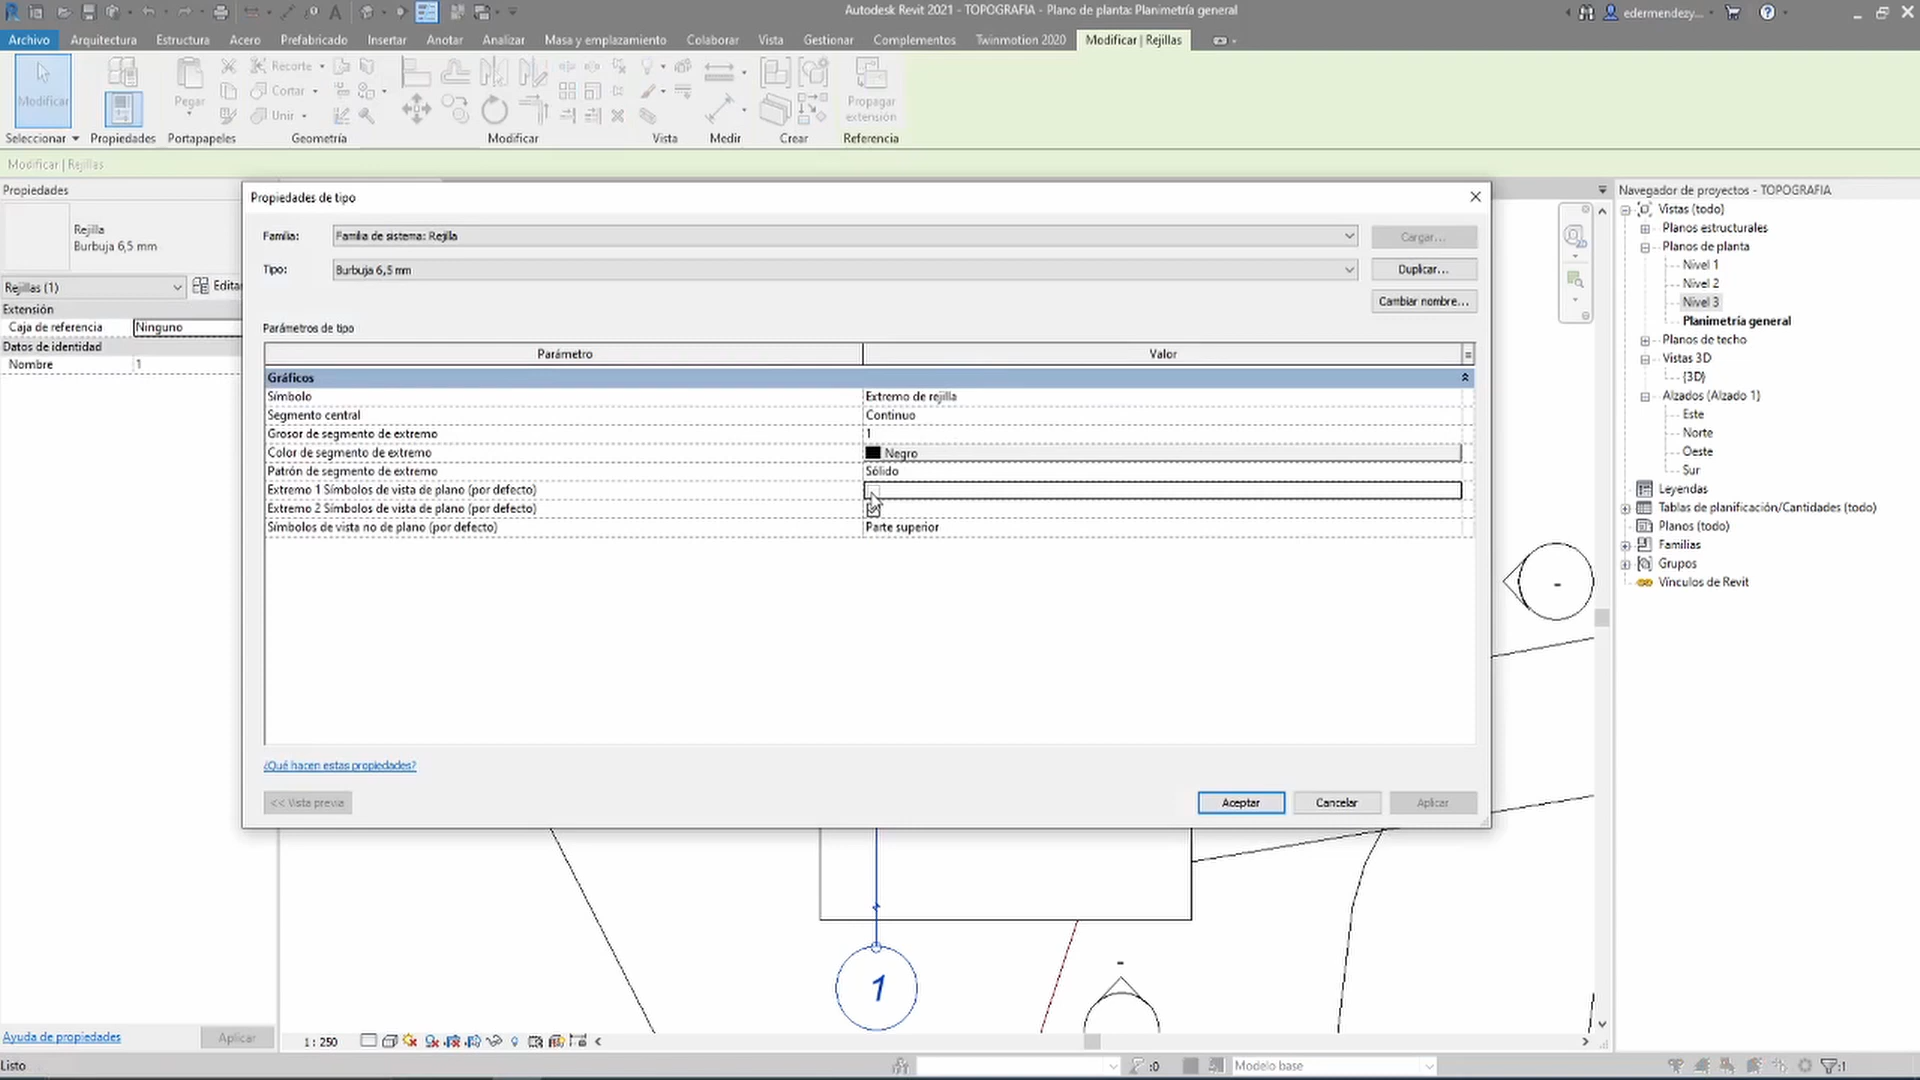 Autodesk Revit 2021 - TOPOGRAFIA - Plano de planta: Planimetría general
edermendezy...
Archivo Arquitectura Estructura Acero Prefabricado Insertar Anotar Analizar Masa y emplazamiento Colaborar Vista Gestionar Complementos Twinmotion 2020 Modificar | Rejillas
Modificar
Pegar
Recorte
Cortar
Unir
Propagar
extensión
Seleccionar Propiedades Portapapeles Geometría Modificar Vista Medir Crear Referencia
Modificar | Rejillas
Propiedades
Rejilla
Burbuja 6,5 mm
Rejillas (1)
Editar
Extensión
Caja de referencia Ninguno
Datos de identidad
Nombre 1
Ayuda de propiedades
Aplicar
Propiedades de tipo
Familia: Familia de sistema: Rejilla Cargar...
Tipo: Burbuja 6,5 mm Duplicar...
Cambiar nombre...
Parámetros de tipo
Parámetro Valor
Gráficos
Símbolo Extremo de rejilla
Segmento central Continuo
Grosor de segmento de extremo 1
Color de segmento de extremo Negro
Patrón de segmento de extremo Sólido
Extremo 1 Símbolos de vista de plano (por defecto)
Extremo 2 Símbolos de vista de plano (por defecto)
Símbolos de vista no de plano (por defecto) Parte superior
¿Qué hacen estas propiedades?
<< Vista previa Aceptar Cancelar Aplicar
Navegador de proyectos - TOPOGRAFIA
Vistas (todo)
Planos estructurales
Planos de planta
Nivel 1
Nivel 2
Nivel 3
Planimetría general
Planos de techo
Vistas 3D
{3D}
Alzados (Alzado 1)
Este
Norte
Oeste
Sur
Leyendas
Tablas de planificación/Cantidades (todo)
Planos (todo)
Familias
Grupos
Vínculos de Revit
-
-
1
1 : 250
Listo
:0
Modelo base
:1